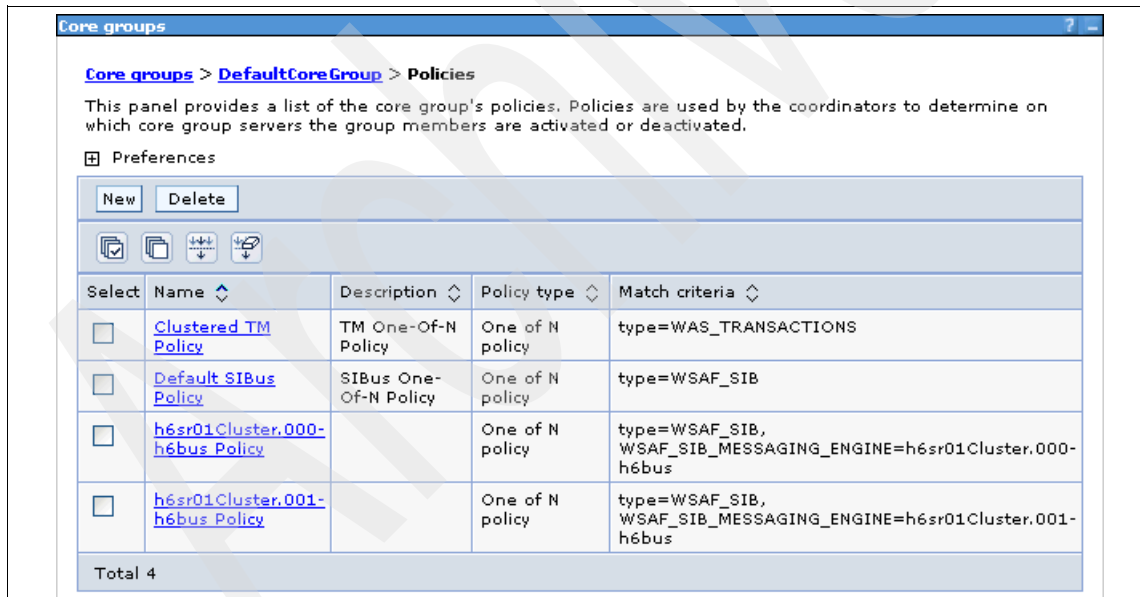 Core groups ? –
Core groups > DefaultCoreGroup > Policies
This panel provides a list of the core group's policies. Policies are used by the coordinators to determine on
which core group servers the group members are activated or deactivated.
Preferences
New Delete
Select Name Description Policy type Match criteria
Clustered TM Policy TM One-Of-N Policy One of N policy type=WAS_TRANSACTIONS
Default SIBus Policy SIBus One-Of-N Policy One of N policy type=WSAF_SIB
h6sr01Cluster.000-h6bus Policy One of N policy type=WSAF_SIB, WSAF_SIB_MESSAGING_ENGINE=h6sr01Cluster.000-h6bus
h6sr01Cluster.001-h6bus Policy One of N policy type=WSAF_SIB, WSAF_SIB_MESSAGING_ENGINE=h6sr01Cluster.001-h6bus
Total 4